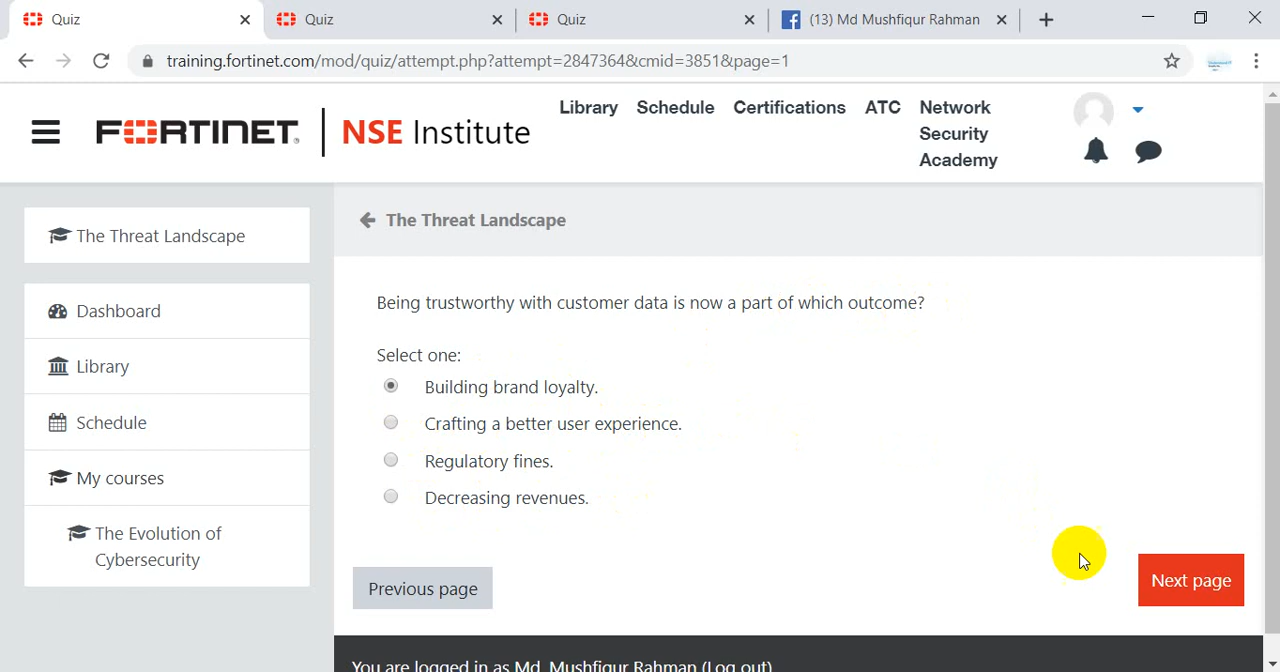 Quiz
Quiz
Quiz
(13) Md Mushfiqur Rahman
training.fortinet.com/mod/quiz/attempt.php?attempt=2847364&cmid=3851&page=1
FORTINET
NSE Institute
Library
Schedule
Certifications
ATC
Network
Security
Academy
The Threat Landscape
Dashboard
Library
Schedule
My courses
The Evolution of
Cybersecurity
The Threat Landscape
Being trustworthy with customer data is now a part of which outcome?
Select one:
Building brand loyalty.
Crafting a better user experience.
Regulatory fines.
Decreasing revenues.
Previous page
Next page
You are logged in as Md. Mushfiqur Rahman (Log out)